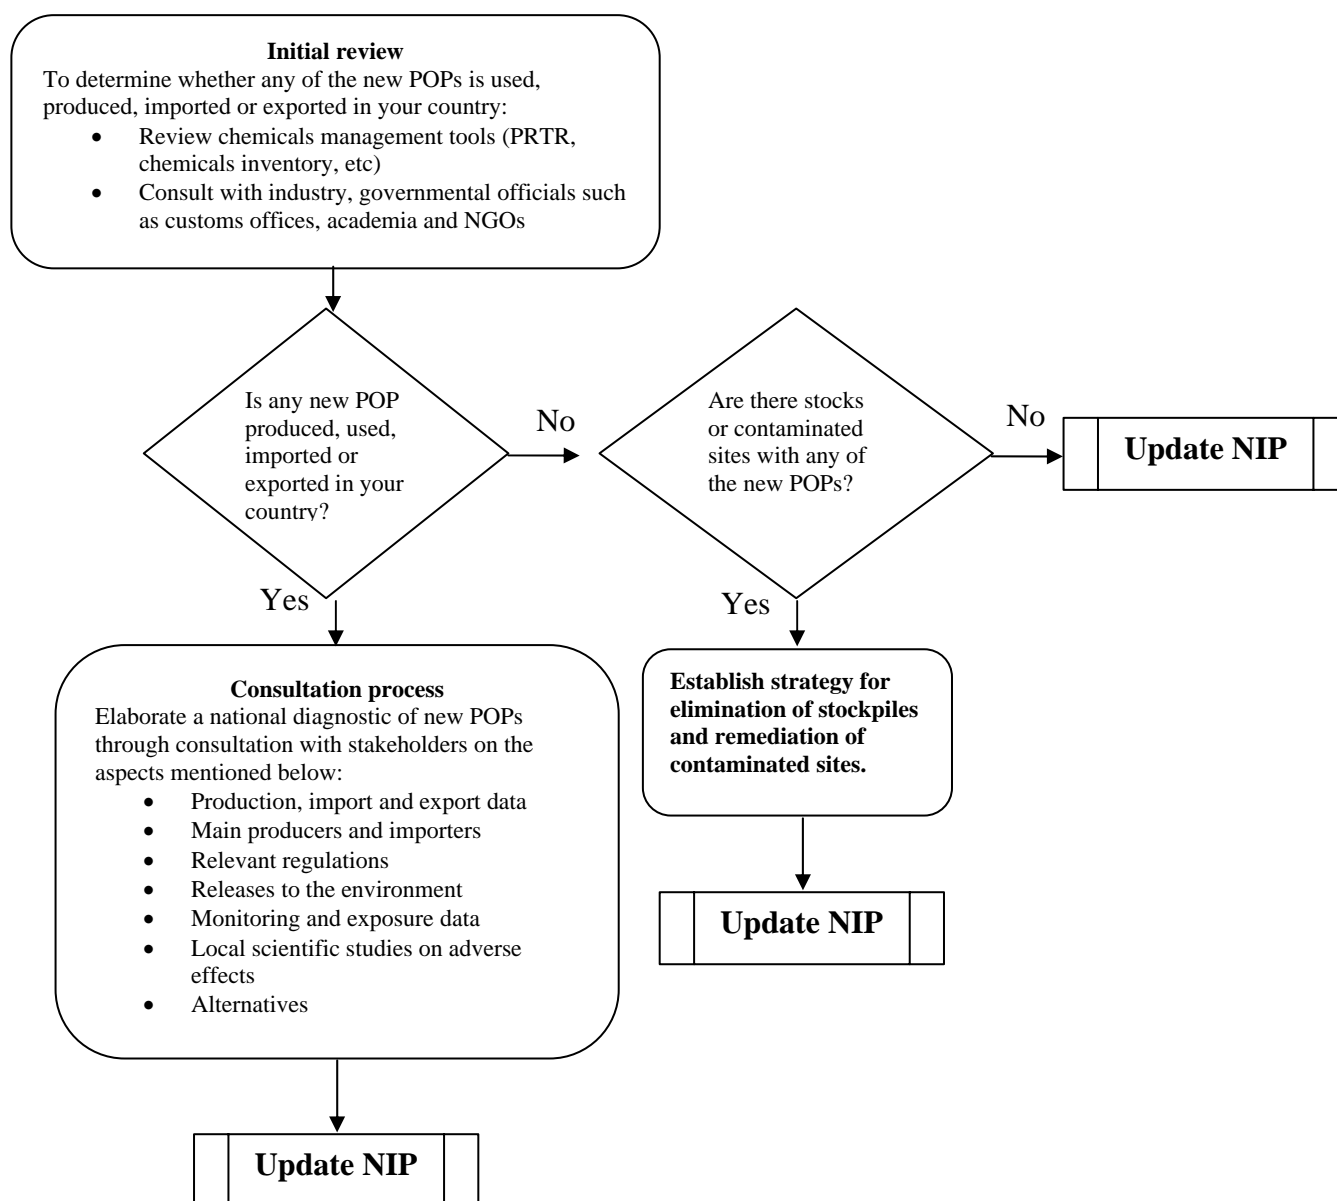 Initial review
To determine whether any of the new POPs is used,
produced, imported or exported in your country:
• Review chemicals management tools (PRTR,
chemicals inventory, etc)
• Consult with industry, governmental officials such
as customs offices, academia and NGOs
Is any new POP
produced, used,
imported or
exported in your
country?
No
Are there stocks
or contaminated
sites with any of
the new POPs?
No
Update NIP
Yes
Yes
Consultation process
Elaborate a national diagnostic of new POPs
through consultation with stakeholders on the
aspects mentioned below:
• Production, import and export data
• Main producers and importers
• Relevant regulations
• Releases to the environment
• Monitoring and exposure data
• Local scientific studies on adverse
effects
• Alternatives
Establish strategy for
elimination of stockpiles
and remediation of
contaminated sites.
Update NIP
Update NIP